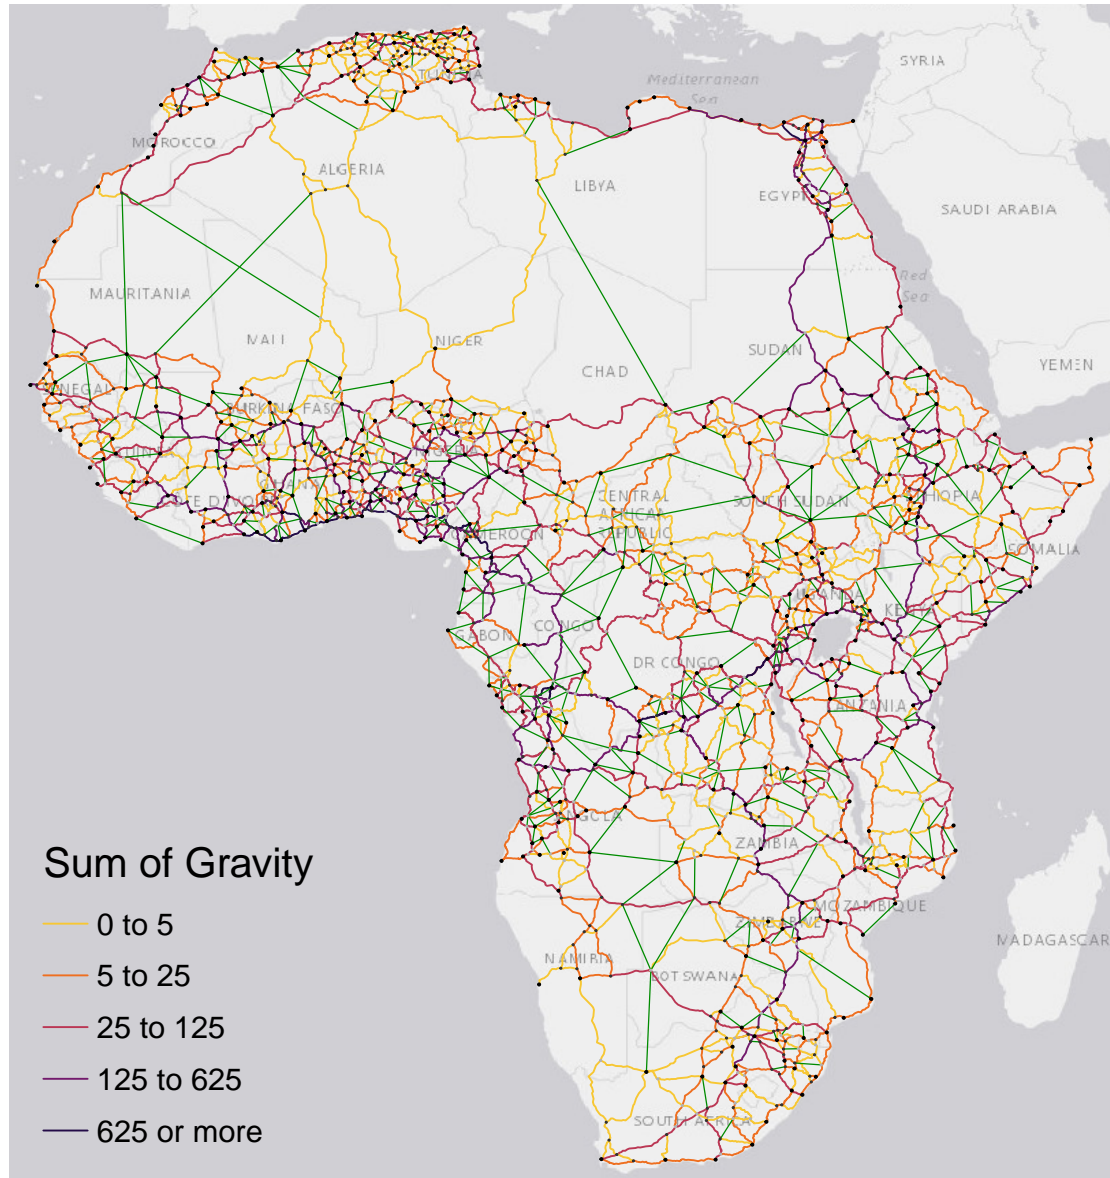 SYRIA
Mediterranean
Sea
TUNISIA
MOROCCO
ALGERIA
LIBYA
EGYPT
SAUDI ARABIA
Red
Sea
MAURITANIA
MALI
NIGER
SUDAN
YEMEN
CHAD
SENEGAL
BURKINA FASO
NIGERIA
GUINEA
GHANA
COTE D'IVOIRE
CENTRAL
AFRICAN
REPUBLIC
SOUTH SUDAN
ETHIOPIA
CAMEROON
SOMALIA
UGANDA
KENYA
GABON
CONGO
DR CONGO
TANZANIA
ANGOLA
ZAMBIA
MOZAMBIQUE
ZIMBABWE
MADAGASCAR
NAMIBIA
BOTSWANA
SOUTH AFRICA
Sum of Gravity
0 to 5
5 to 25
25 to 125
125 to 625
625 or more